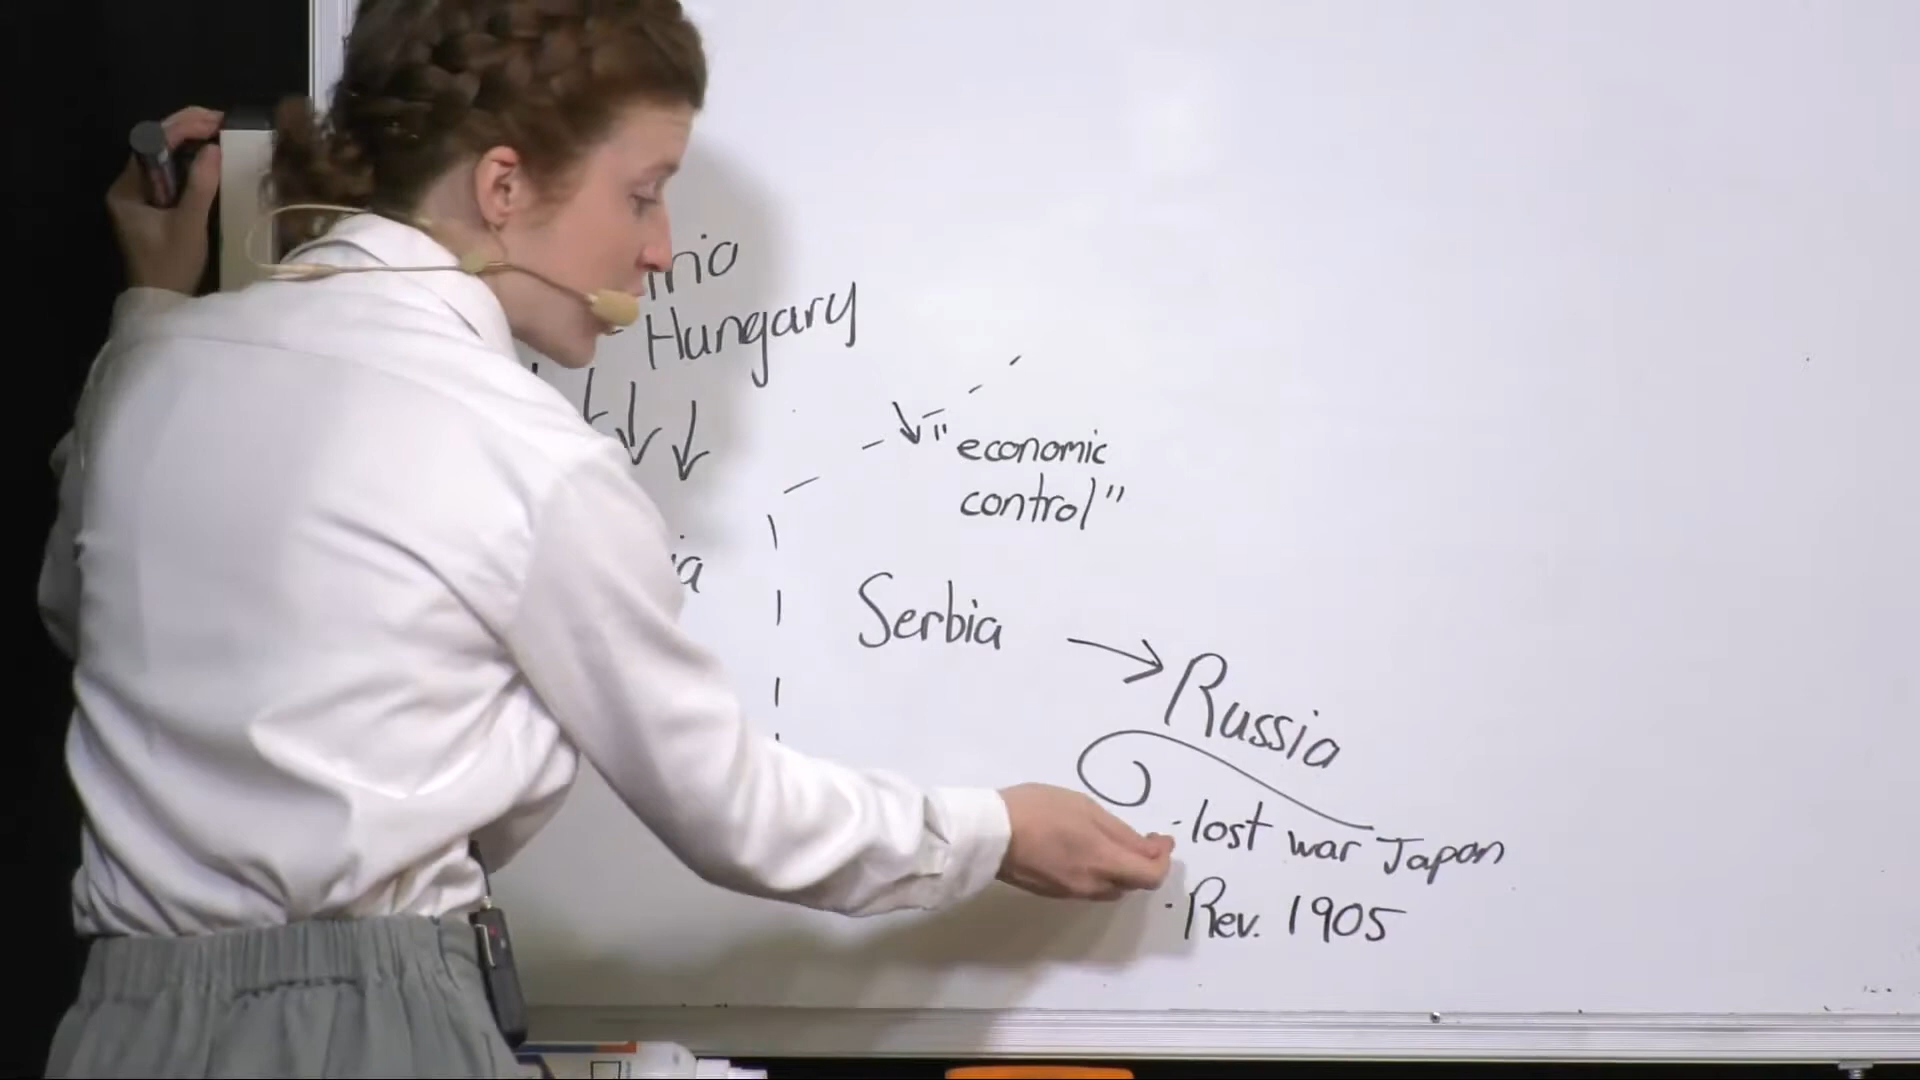 Hungary
" economic
control"
Serbia
Russia
· lost war Japan
· Rev. 1905